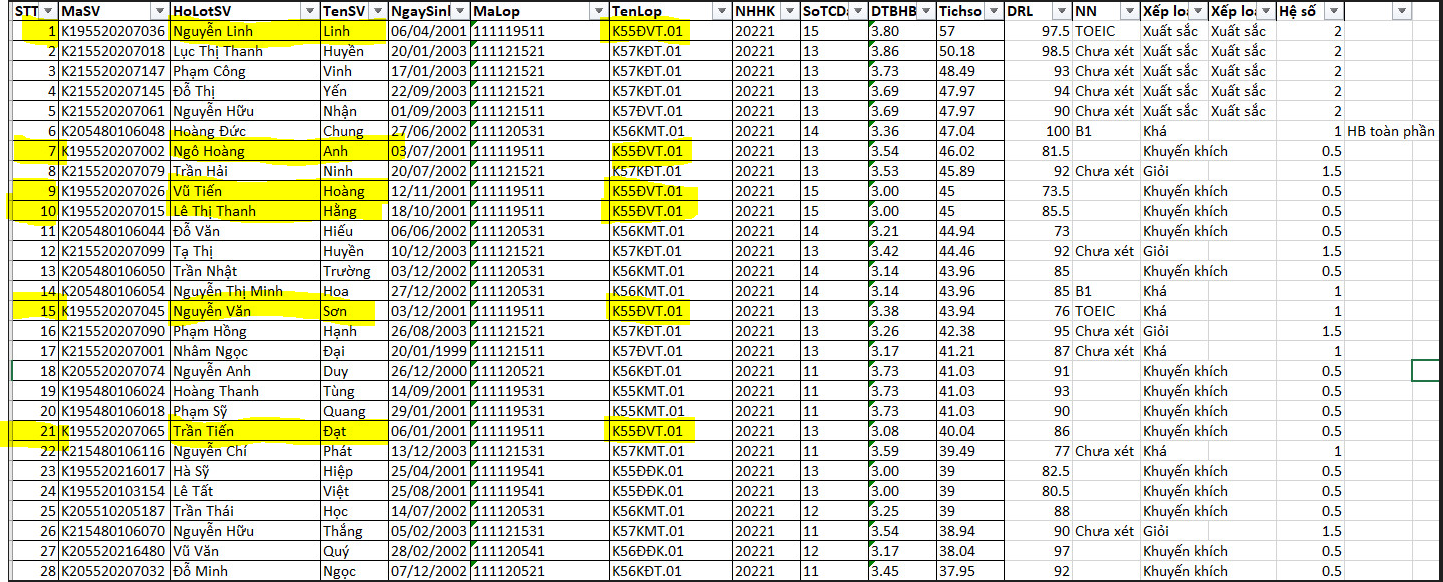 STT MaSV HoLotSV TenSV NgaySinl MaLop TenLop NHHK SoTCDa DTBHB Tichso DRL NN Xếp loạ Xếp loạ Hệ số
1 K195520207036 Nguyễn Linh Linh 06/04/2001 111119511 K55ĐVT.01 20221 15 3.80 57 97.5 TOEIC Xuất sắc Xuất sắc 2
2 K215520207018 Lục Thị Thanh Huyền 20/01/2003 111121521 K57KĐT.01 20221 13 3.86 50.18 98.5 Chưa xét Xuất sắc Xuất sắc 2
3 K215520207147 Phạm Công Vinh 17/01/2003 111121521 K57KĐT.01 20221 13 3.73 48.49 93 Chưa xét Xuất sắc Xuất sắc 2
4 K215520207145 Đỗ Thị Yến 22/09/2003 111121521 K57KĐT.01 20221 13 3.69 47.97 94 Chưa xét Xuất sắc Xuất sắc 2
5 K215520207061 Nguyễn Hữu Nhận 01/09/2003 111121511 K57ĐVT.01 20221 13 3.69 47.97 90 Chưa xét Xuất sắc Xuất sắc 2
6 K205480106048 Hoàng Đức Chung 27/06/2002 111120531 K56KMT.01 20221 14 3.36 47.04 100 B1 Khá 1 HB toàn phần
7 K195520207002 Ngô Hoàng Anh 03/07/2001 111119511 K55ĐVT.01 20221 13 3.54 46.02 81.5 Khuyến khích 0.5
8 K215520207079 Trần Hải Ninh 20/07/2002 111121521 K57KĐT.01 20221 13 3.53 45.89 92 Chưa xét Giỏi 1.5
9 K195520207026 Vũ Tiến Hoàng 12/11/2001 111119511 K55ĐVT.01 20221 15 3.00 45 73.5 Khuyến khích 0.5
10 K195520207015 Lê Thị Thanh Hằng 18/10/2001 111119511 K55ĐVT.01 20221 15 3.00 45 85.5 Khuyến khích 0.5
11 K205480106044 Đỗ Văn Hiếu 06/06/2002 111120531 K56KMT.01 20221 14 3.21 44.94 73 Khuyến khích 0.5
12 K215520207099 Tạ Thị Huyền 10/12/2003 111121521 K57KĐT.01 20221 13 3.42 44.46 92 Chưa xét Giỏi 1.5
13 K205480106050 Trần Nhật Trường 03/12/2002 111120531 K56KMT.01 20221 14 3.14 43.96 85 Khuyến khích 0.5
14 K205480106054 Nguyễn Thị Minh Hoa 27/12/2002 111120531 K56KMT.01 20221 14 3.14 43.96 85 B1 Khá 1
15 K195520207045 Nguyễn Văn Sơn 03/12/2001 111119511 K55ĐVT.01 20221 13 3.38 43.94 76 TOEIC Khá 1
16 K215520207090 Phạm Hồng Hạnh 26/08/2003 111121521 K57KĐT.01 20221 13 3.26 42.38 95 Chưa xét Giỏi 1.5
17 K215520207001 Nhâm Ngọc Đại 20/01/1999 111121511 K57ĐVT.01 20221 13 3.17 41.21 87 Chưa xét Khá 1
18 K205520207074 Nguyễn Anh Duy 26/12/2000 111120521 K56KĐT.01 20221 11 3.73 41.03 91 Khuyến khích 0.5
19 K195480106024 Hoàng Thanh Tùng 14/09/2001 111119531 K55KMT.01 20221 11 3.73 41.03 93 Khuyến khích 0.5
20 K195480106018 Phạm Sỹ Quang 29/01/2001 111119531 K55KMT.01 20221 11 3.73 41.03 90 Khuyến khích 0.5
21 K195520207065 Trần Tiến Đạt 06/01/2001 111119511 K55ĐVT.01 20221 13 3.08 40.04 86 Khuyến khích 0.5
22 K215480106116 Nguyễn Chí Phát 13/12/2003 111121531 K57KMT.01 20221 11 3.59 39.49 77 Chưa xét Khá 1
23 K195520216017 Hà Sỹ Hiệp 25/04/2001 111119541 K55ĐĐK.01 20221 13 3.00 39 82.5 Khuyến khích 0.5
24 K195520103154 Lê Tất Việt 25/08/2001 111119541 K55ĐĐK.01 20221 13 3.00 39 80.5 Khuyến khích 0.5
25 K205510205187 Trần Thái Học 14/07/2002 111120531 K56KMT.01 20221 12 3.25 39 88 Khuyến khích 0.5
26 K215480106070 Nguyễn Hữu Thắng 05/02/2003 111121531 K57KMT.01 20221 11 3.54 38.94 90 Chưa xét Giỏi 1.5
27 K205520216480 Vũ Văn Quý 28/02/2002 111120541 K56ĐĐK.01 20221 12 3.17 38.04 97 Khuyến khích 0.5
28 K205520207032 Đỗ Minh Ngọc 07/12/2002 111120521 K56KĐT.01 20221 11 3.45 37.95 92 Khuyến khích 0.5